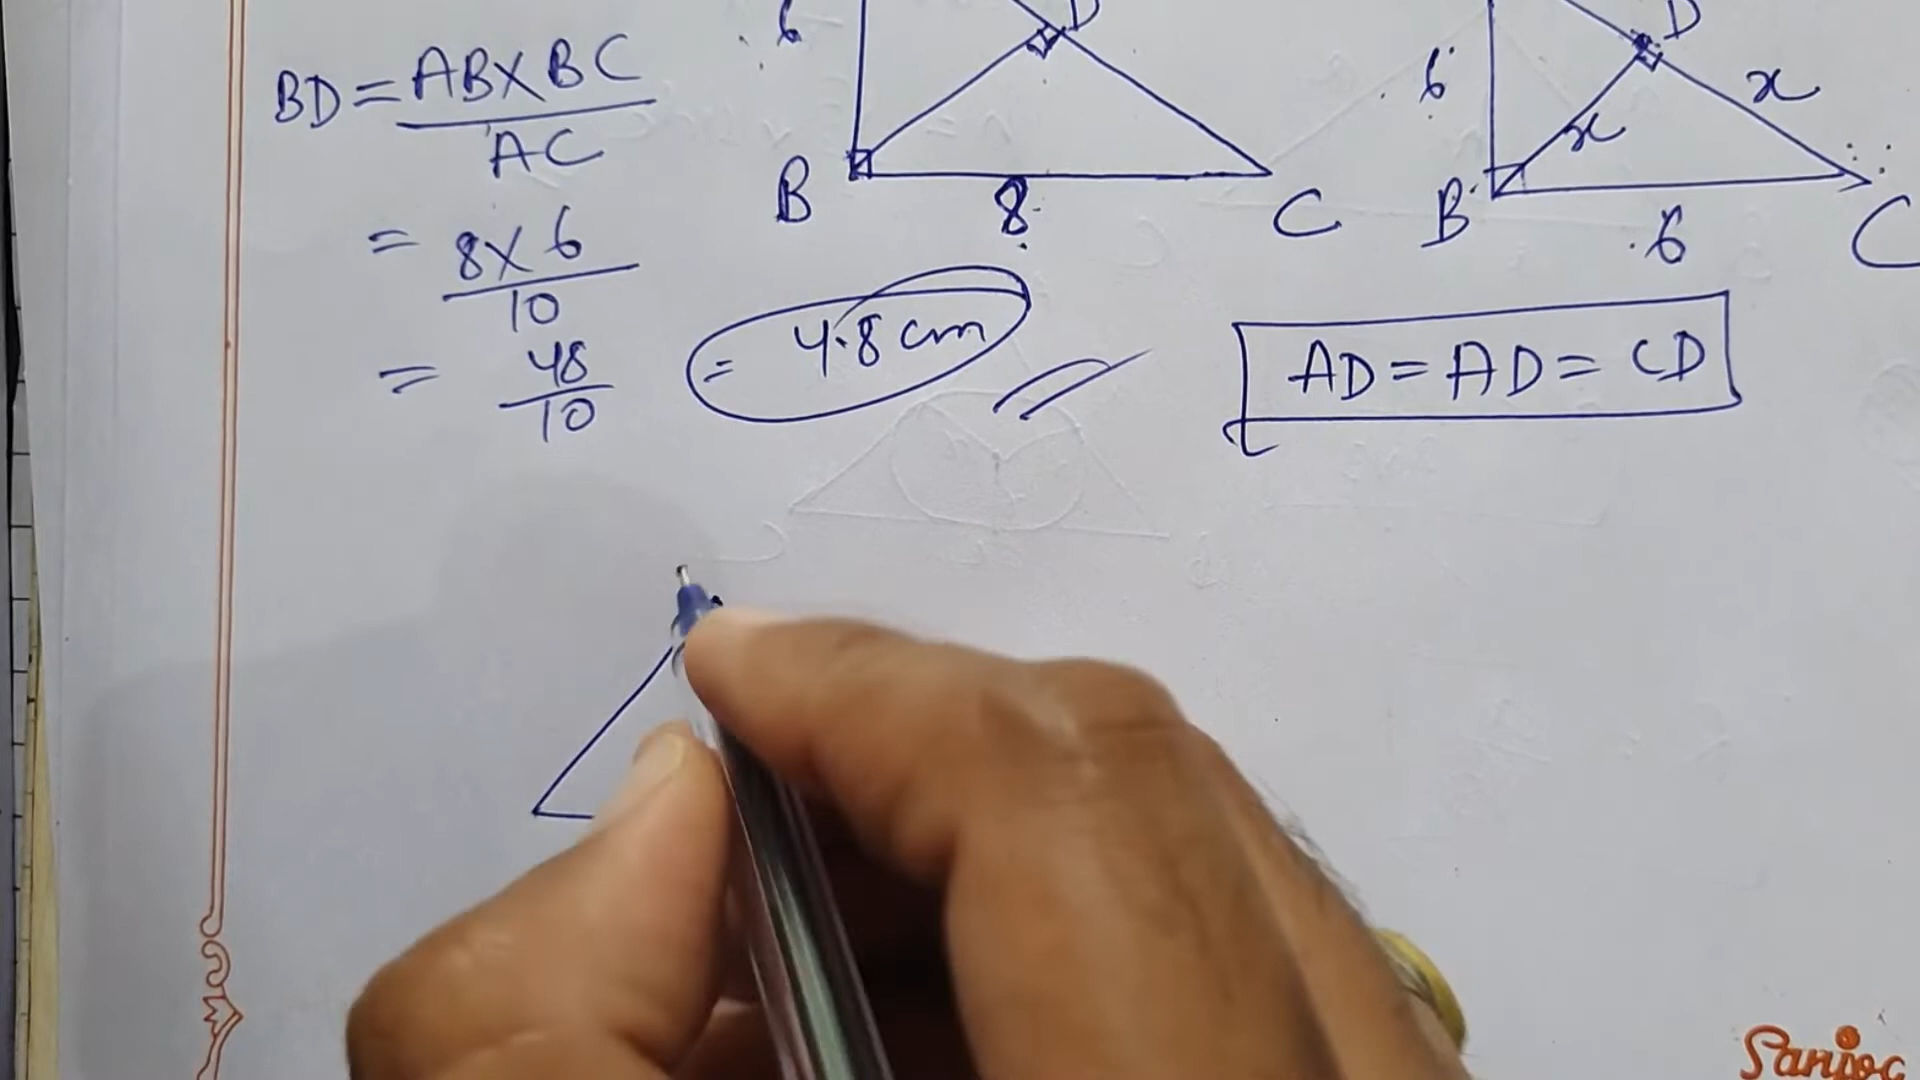 BD = AB X BC
AC
= 8 X 6
10
= 48
10
= 4.8 cm
6
D
B
8
C
6
D
x
x
B
6
C
AD = AD = CD